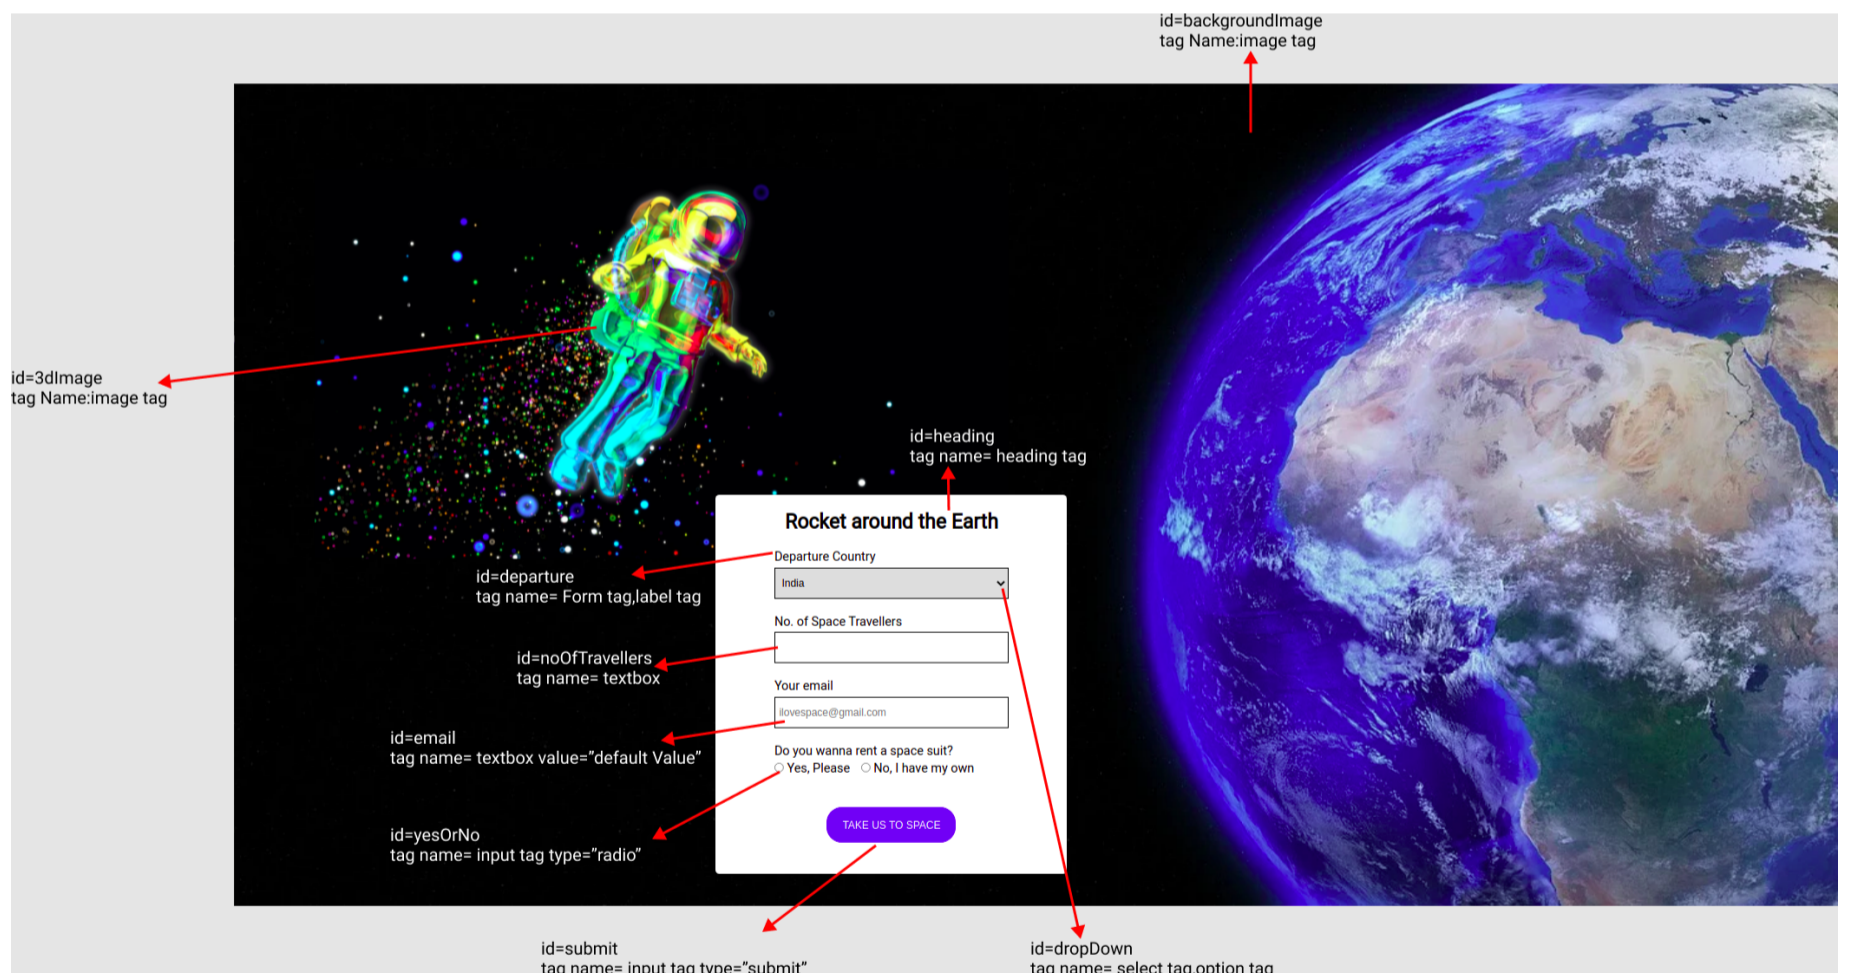 id=backgroundImage
tag Name:image tag
id=3dImage
tag Name:image tag
id=heading
tag name= heading tag
Rocket around the Earth
Departure Country
id=departure
tag name= Form tag,label tag
India
No. of Space Travellers
id=noOfTravellers
tag name= textbox
Your email
ilovespace@gmail.com
id=email
tag name= textbox value=”default Value”
Do you wanna rent a space suit?
Yes, Please No, I have my own
id=yesOrNo
tag name= input tag type=”radio”
TAKE US TO SPACE
id=submit
tag name= input tag type=”submit”
id=dropDown
tag name= select tag,option tag